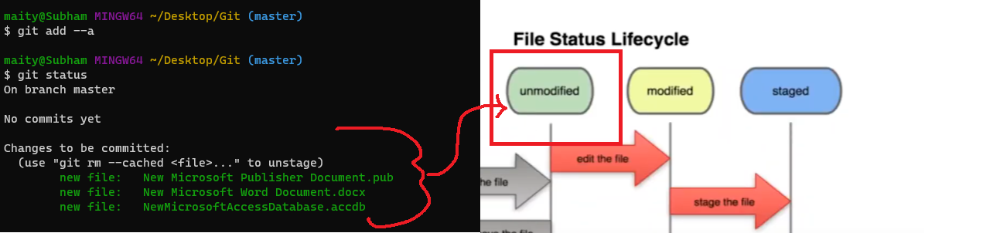 maity@Subham MINGW64 ~/Desktop/Git (master)
$ git add --a
maity@Subham MINGW64 ~/Desktop/Git (master)
$ git status
On branch master
No commits yet
Changes to be committed:
(use "git rm --cached <file>..." to unstage)
new file: New Microsoft Publisher Document.pub
new file: New Microsoft Word Document.docx
new file: NewMicrosoftAccessDatabase.accdb
File Status Lifecycle
unmodified
modified
staged
edit the file
the file
stage the file
the file